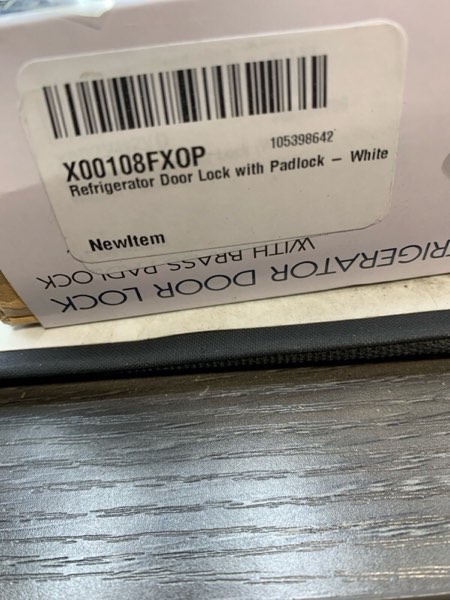 X00108FXOP
105398642
Refrigerator Door Lock with Padlock – White
NewItem
RIGERATOR DOOR LOCK
WITH BRASS PADLOCK